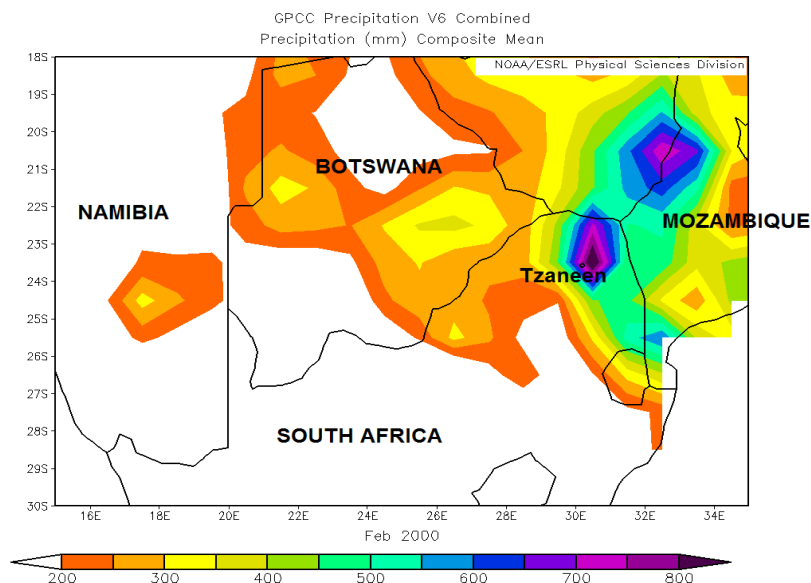 GPCC Precipitation V6 Combined
Precipitation (mm) Composite Mean
NOAA/ESRL Physical Sciences Division
18S
19S
20S
21S
22S
23S
24S
25S
26S
27S
28S
29S
30S
BOTSWANA
NAMIBIA
MOZAMBIQUE
Tzaneen
SOUTH AFRICA
16E 18E 20E 22E 24E 26E 28E 30E 32E 34E
Feb 2000
200 300 400 500 600 700 800